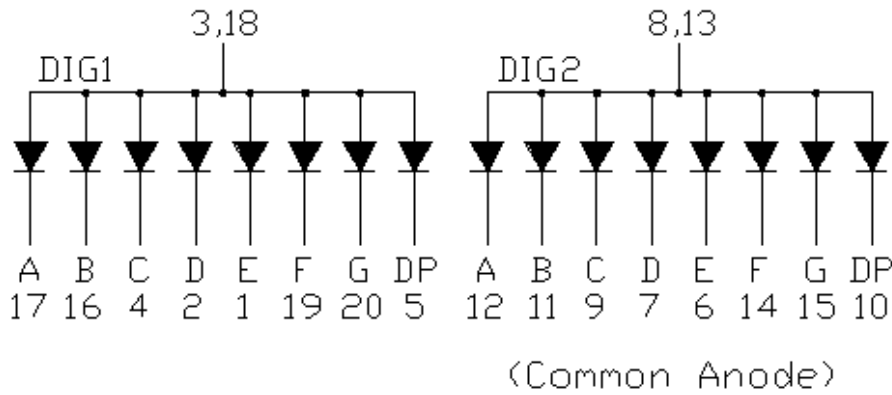 3,18 8,13
DIG1 DIG2
A B C D E F G DP A B C D E F G DP
17 16 4 2 1 19 20 5 12 11 9 7 6 14 15 10
(Common Anode)